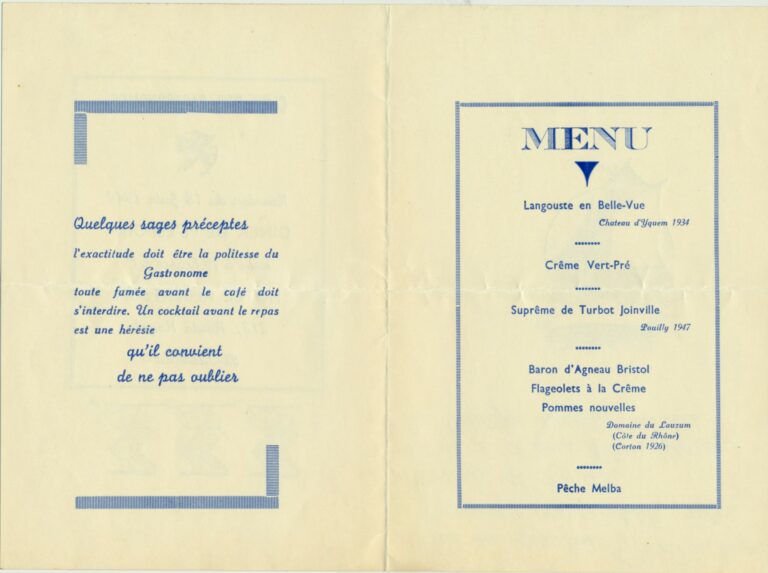 Quelques sages préceptes
l'exactitude doit être la politesse du
Gastronome
toute fumée avant le café doit
s'interdire. Un cocktail avant le repas
est une hérésie
qu'il convient
de ne pas oublier
MENU
Langouste en Belle-Vue
Chateau d'Yquem 1934
Crême Vert-Pré
Suprême de Turbot Joinville
Pouilly 1947
Baron d'Agneau Bristol
Flageolets à la Crême
Pommes nouvelles
Domaine du Louzum
(Côte du Rhône)
(Corton 1926)
Pêche Melba